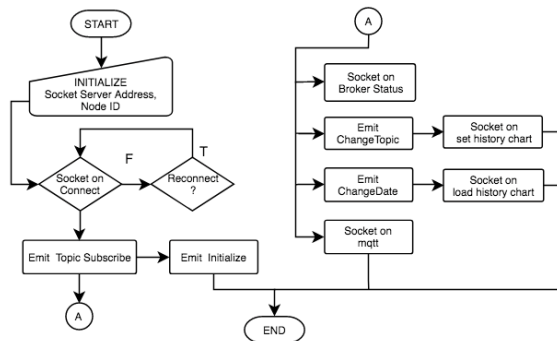 START
INITIALIZE
Socket Server Address,
Node ID
F
T
Socket on
Connect
Reconnect
?
Emit Topic Subscribe
Emit Initialize
A
A
Socket on
Broker Status
Emit
ChangeTopic
Socket on
set history chart
Emit
ChangeDate
Socket on
load history chart
Socket on
mqtt
END